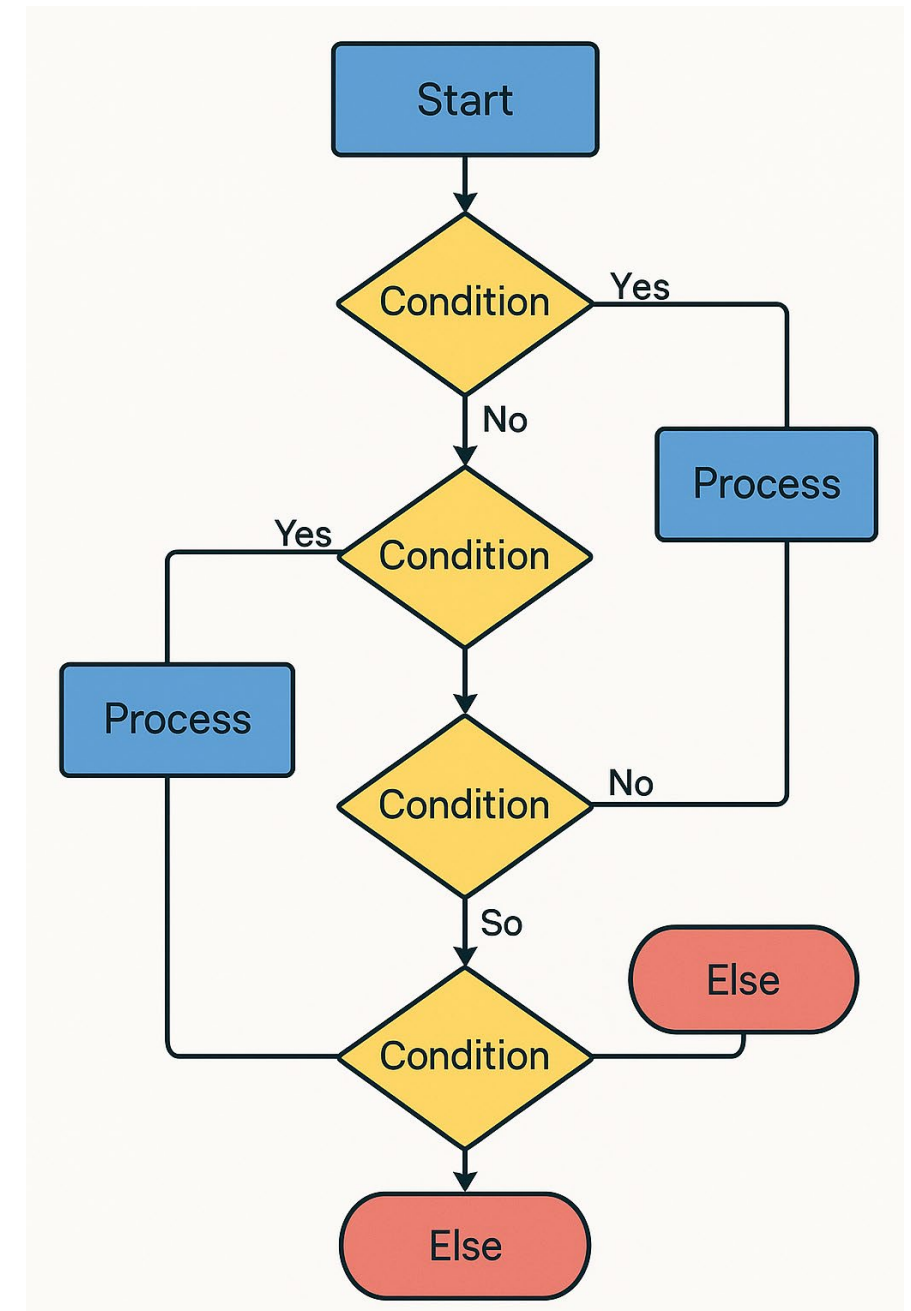 Start
Condition
Yes
No
Process
Yes
Condition
Process
Condition
No
So
Else
Condition
Else